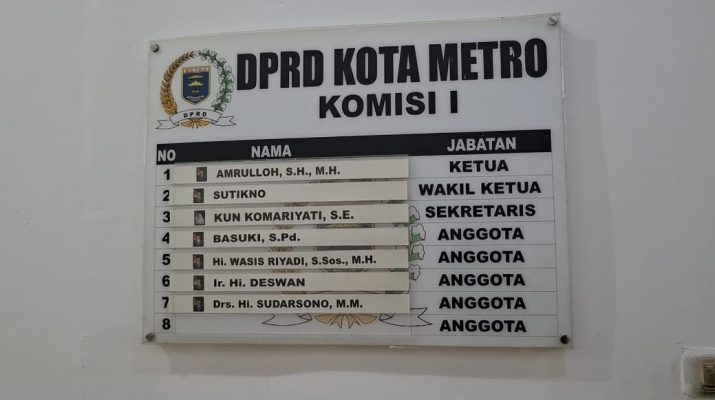 DPRD KOTA METRO
KOMISI I
METRO
DPRD
NO NAMA JABATAN
1 AMRULLOH, S.H., M.H. KETUA
2 SUTIKNO WAKIL KETUA
3 KUN KOMARIYATI, S.E. SEKRETARIS
4 BASUKI, S.Pd. ANGGOTA
5 Hi. WASIS RIYADI, S.Sos., M.H. ANGGOTA
6 Ir. Hi. DESWAN ANGGOTA
7 Drs. Hi. SUDARSONO, M.M. ANGGOTA
8 ANGGOTA